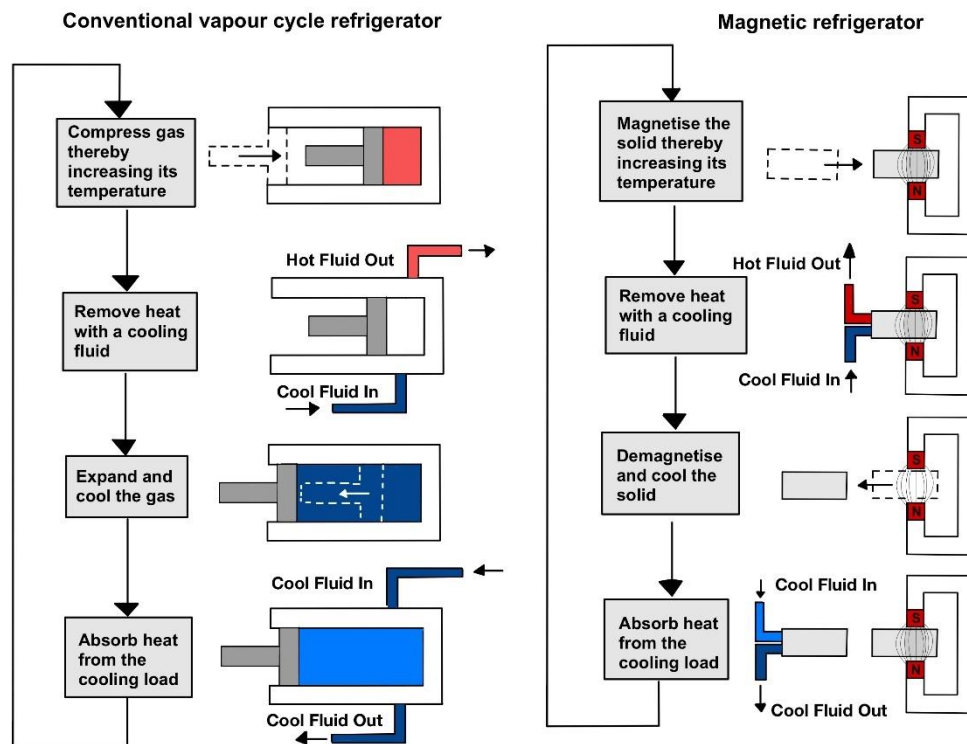 Conventional vapour cycle refrigerator
Compress gas
thereby
increasing its
temperature
Hot Fluid Out
Remove heat
with a cooling
fluid
Cool Fluid In
Expand and
cool the gas
Cool Fluid In
Absorb heat
from the
cooling load
Cool Fluid Out
Magnetic refrigerator
Magnetise the
solid thereby
increasing its
temperature
S
N
Hot Fluid Out
Remove heat
with a cooling
fluid
S
N
Cool Fluid In
Demagnetise
and cool the
solid
S
N
Cool Fluid In
Absorb heat
from the
cooling load
S
N
Cool Fluid Out